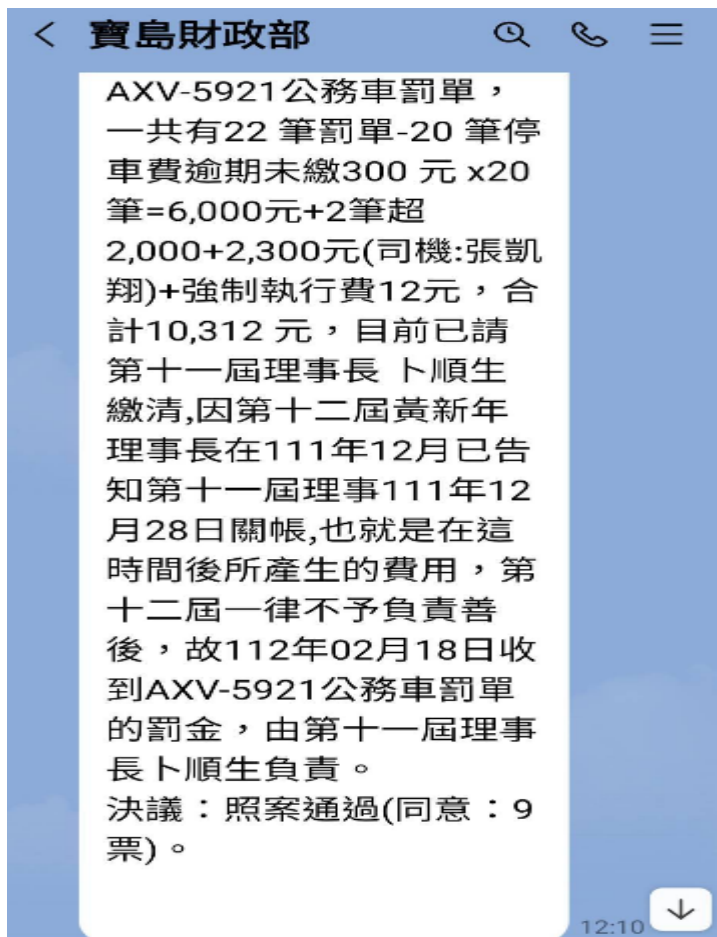 寶島財政部
AXV-5921公務車罰單，
一共有22 筆罰單-20 筆停
車費逾期未繳300 元 x20
筆=6,000元+2筆超
2,000+2,300元(司機:張凱
翔)+強制執行費12元，合
計10,312 元，目前已請
第十一屆理事長 卜順生
繳清,因第十二屆黃新年
理事長在111年12月已告
知第十一屆理事111年12
月28日關帳,也就是在這
時間後所產生的費用，第
十二屆一律不予負責善
後，故112年02月18日收
到AXV-5921公務車罰單
的罰金，由第十一屆理事
長卜順生負責。
決議：照案通過(同意：9
票)。
12:10